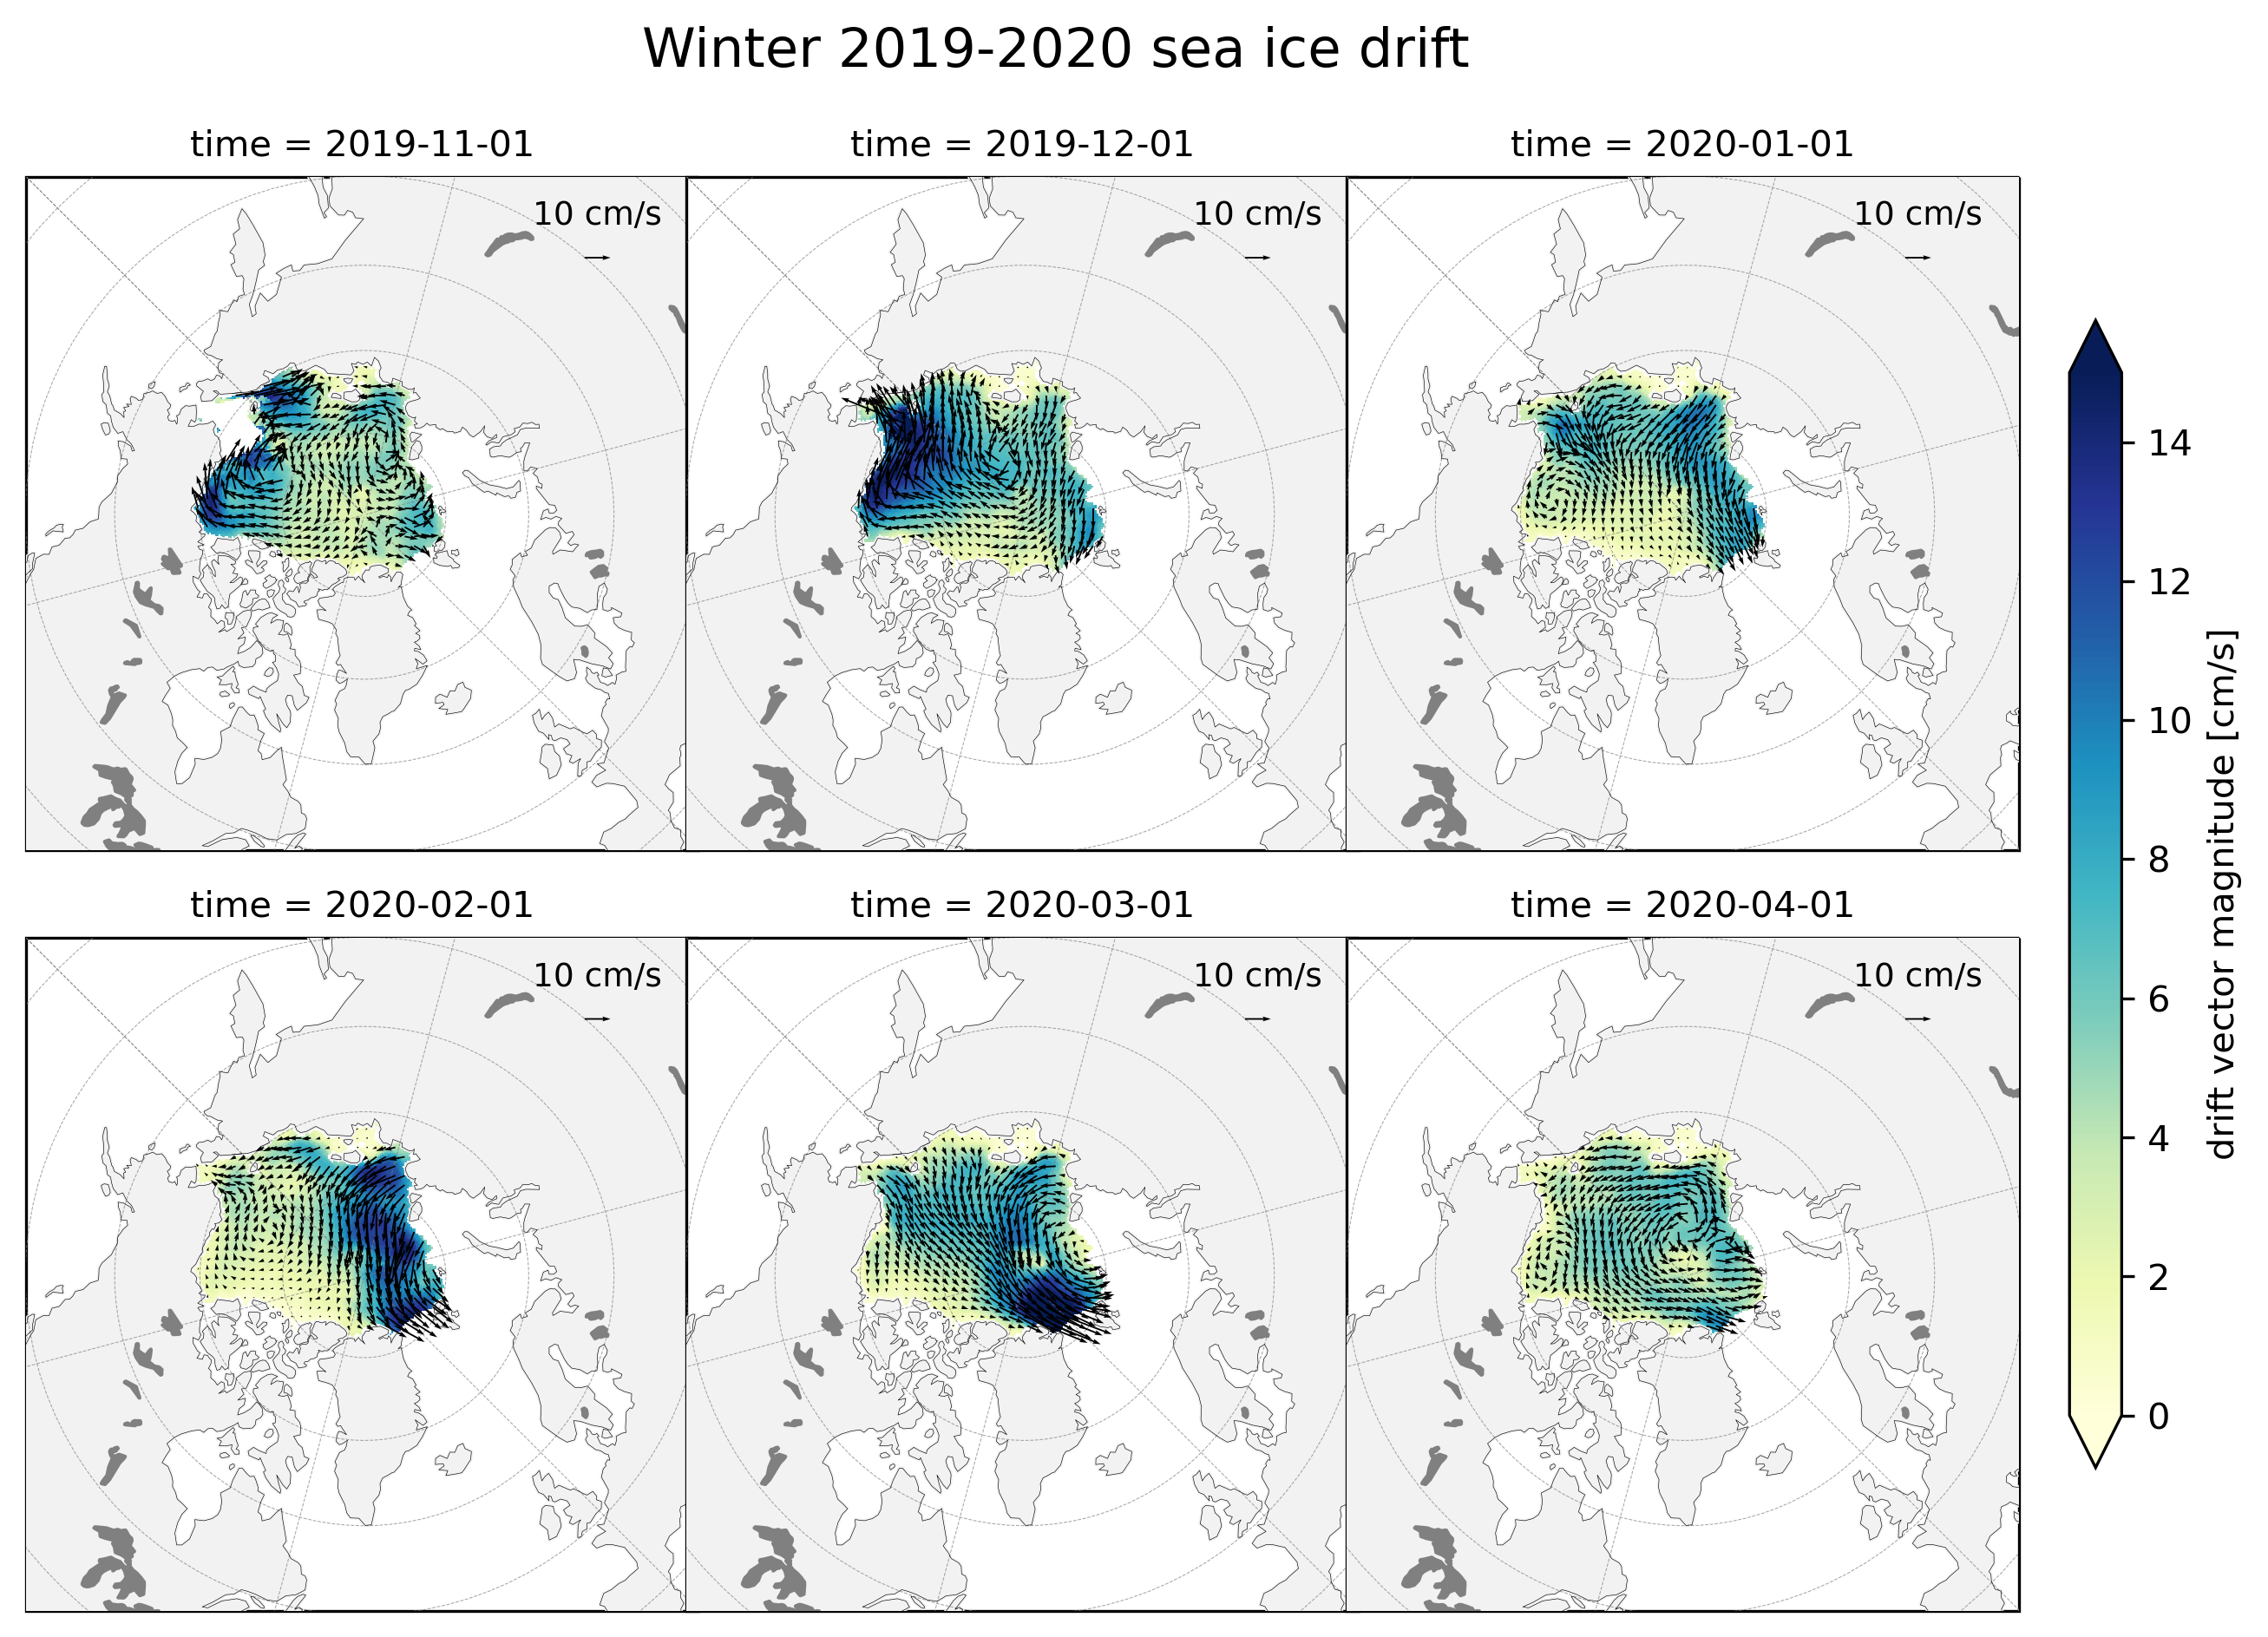 Winter 2019-2020 sea ice drift
time = 2019-11-01
time = 2019-12-01
time = 2020-01-01
10 cm/s
10 cm/s
10 cm/s
time = 2020-02-01
time = 2020-03-01
time = 2020-04-01
10 cm/s
10 cm/s
10 cm/s
14
12
10
8
6
4
2
0
drift vector magnitude [cm/s]